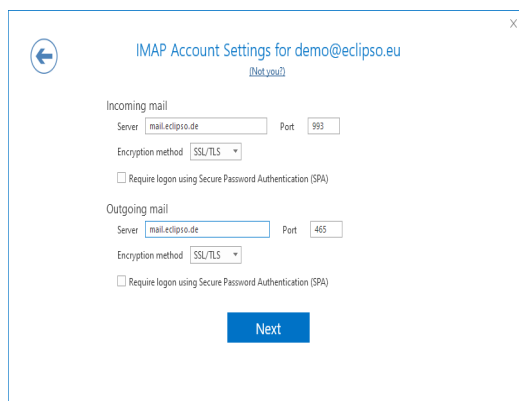 X
IMAP Account Settings for demo@eclipso.eu
(Not you?)
Incoming mail
Server mail.eclipso.de Port 993
Encryption method SSL/TLS
Require logon using Secure Password Authentication (SPA)
Outgoing mail
Server mail.eclipso.de Port 465
Encryption method SSL/TLS
Require logon using Secure Password Authentication (SPA)
Next